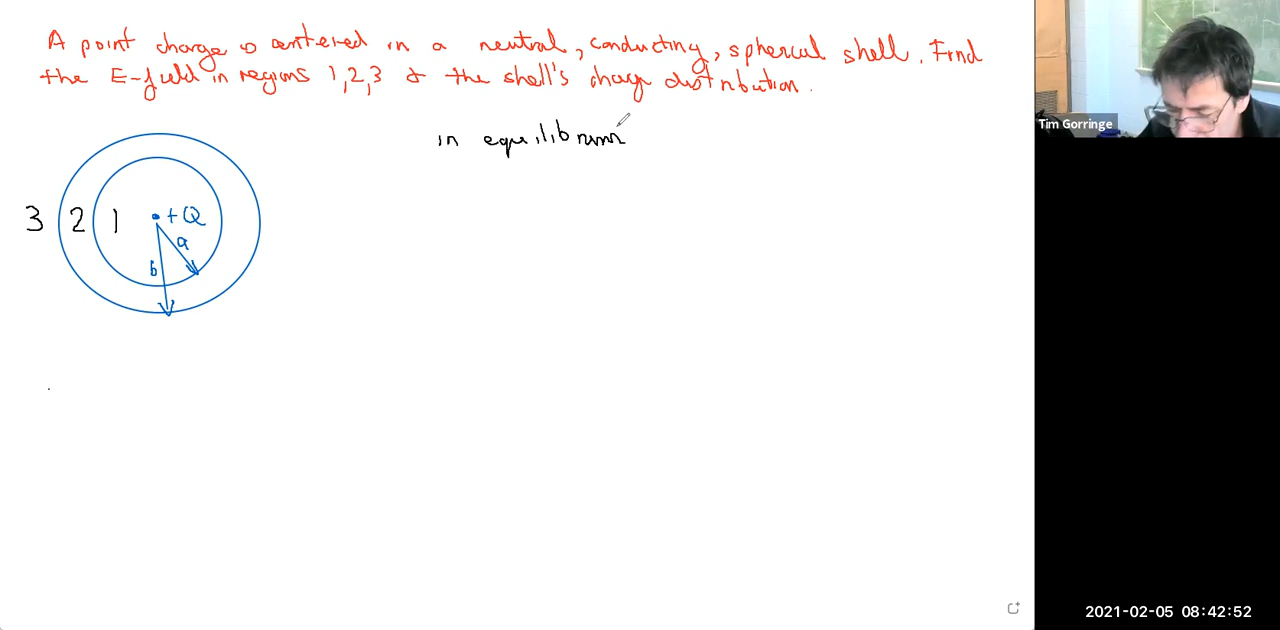 A point charge is centered in a neutral, conducting, spherical shell. Find
the E-field in regions 1,2,3 & the shell's charge distribution.
in equilibrium
3 2 1 +Q
a
b
Tim Gorringe
2021-02-05 08:42:52